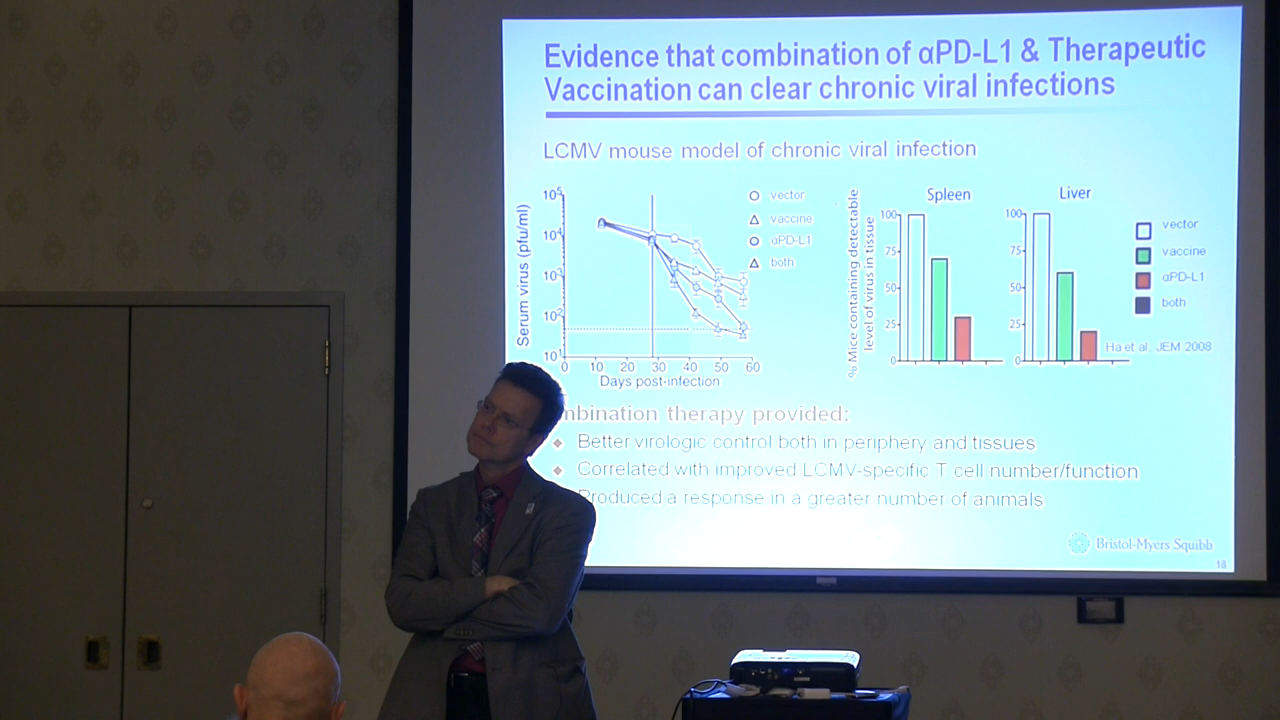 Evidence that combination of αPD-L1 & Therapeutic
Vaccination can clear chronic viral infections
LCMV mouse model of chronic viral infection
Serum virus (pfu/ml)
10⁵
10⁴
10³
10²
10¹
0 10 20 30 40 50 60
Days post-infection
vector
vaccine
αPD-L1
both
% Mice containing detectable
level of virus in tissue
Spleen
100
75
50
25
0
Liver
100
75
50
25
0
vector
vaccine
αPD-L1
both
Ha et al. JEM 2008
mbination therapy provided:
Better virologic control both in periphery and tissues
Correlated with improved LCMV-specific T cell number/function
Produced a response in a greater number of animals
Bristol-Myers Squibb
18